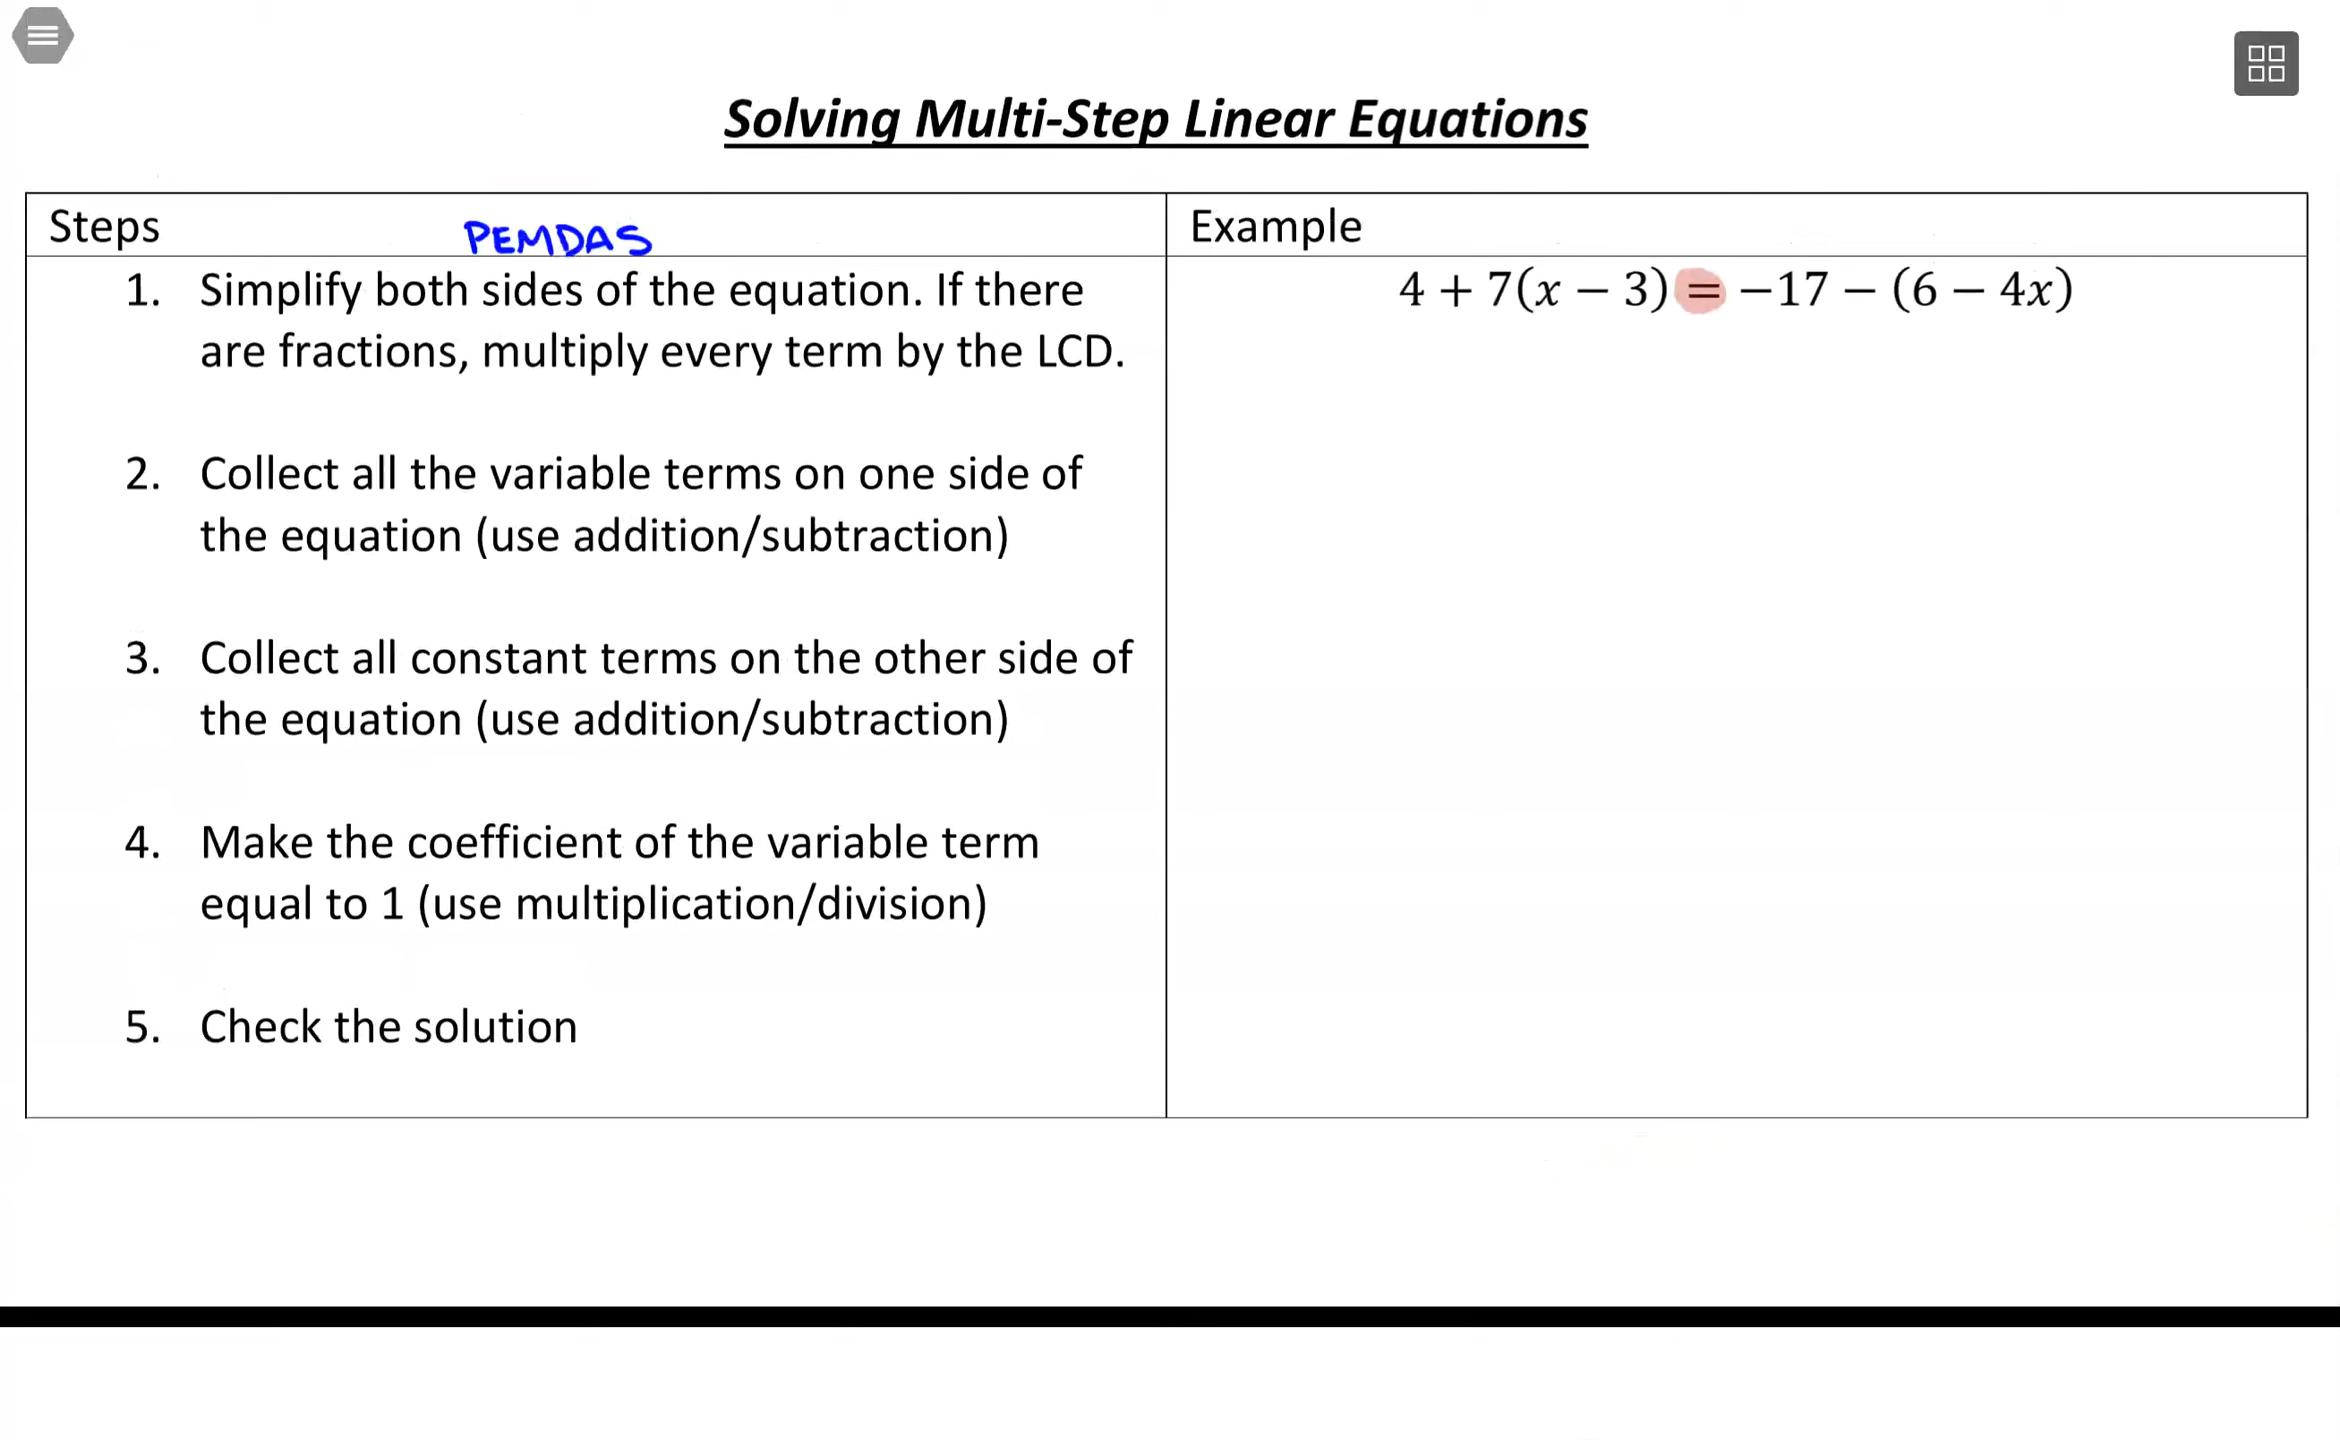 Solving Multi-Step Linear Equations
Steps
PEMDAS
Example
1. Simplify both sides of the equation. If there
are fractions, multiply every term by the LCD.
2. Collect all the variable terms on one side of
the equation (use addition/subtraction)
3. Collect all constant terms on the other side of
the equation (use addition/subtraction)
4. Make the coefficient of the variable term
equal to 1 (use multiplication/division)
5. Check the solution
4 + 7(x − 3) = −17 − (6 − 4x)